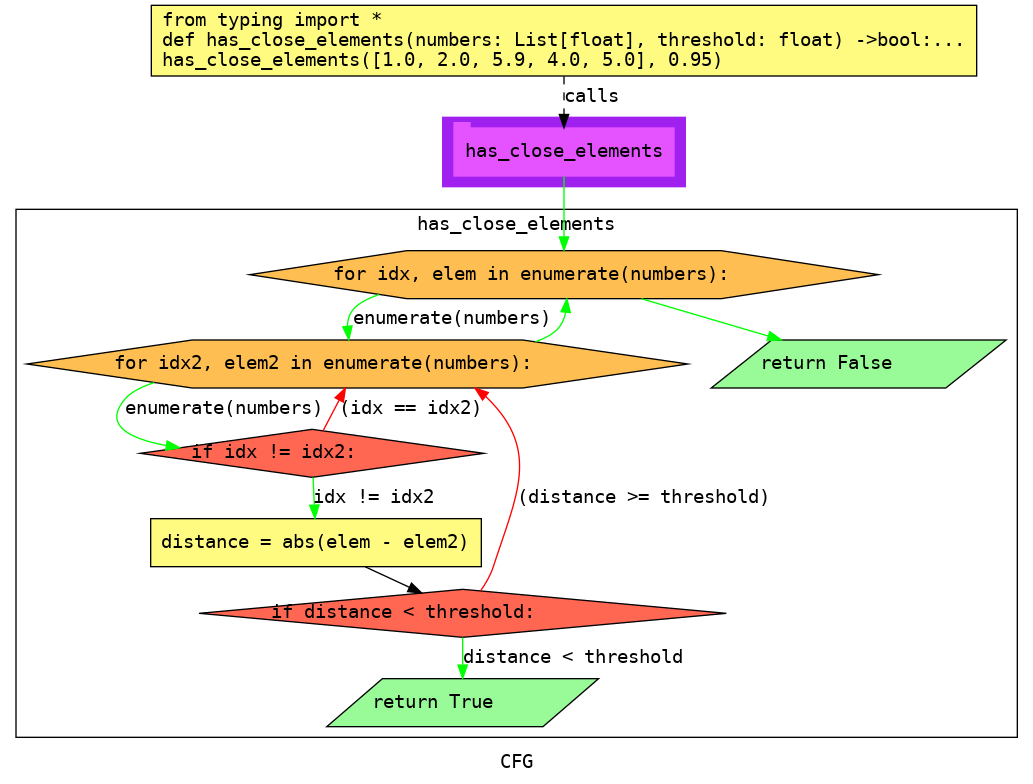 from typing import *
def has_close_elements(numbers: List[float], threshold: float) ->bool:...
has_close_elements([1.0, 2.0, 5.9, 4.0, 5.0], 0.95)
calls
has_close_elements
has_close_elements
for idx, elem in enumerate(numbers):
enumerate(numbers)
for idx2, elem2 in enumerate(numbers):
return False
enumerate(numbers)
(idx == idx2)
if idx != idx2:
idx != idx2
(distance >= threshold)
distance = abs(elem - elem2)
if distance < threshold:
distance < threshold
return True
CFG